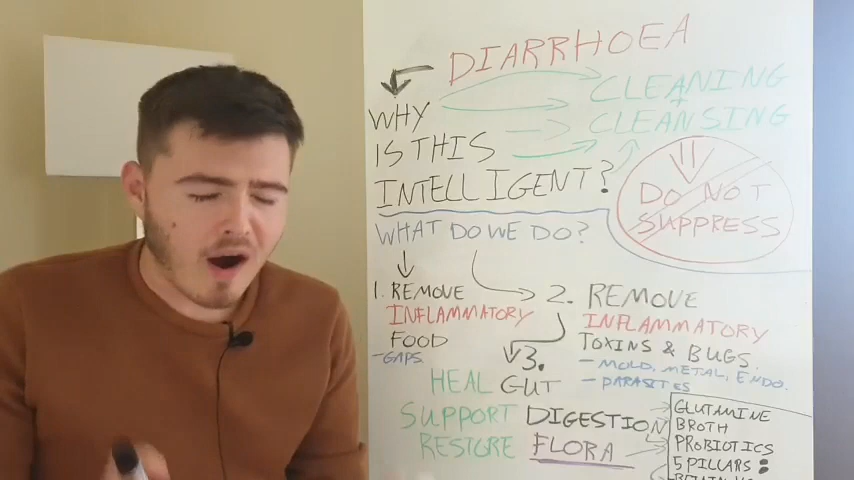 DIARRHOEA
CLEANING
+
CLEANSING
WHY
IS THIS
INTELLIGENT?
DO NOT
SUPPRESS
WHAT DO WE DO?
1. REMOVE
INFLAMMATORY
FOOD
-GAPS.
2. REMOVE
INFLAMMATORY
TOXINS & BUGS.
- MOLD, METAL, ENDO.
- PARASITES
3.
HEAL GUT
SUPPORT DIGESTION
RESTORE FLORA
GLUTAMINE
BROTH
PROBIOTICS
5 PILLARS: